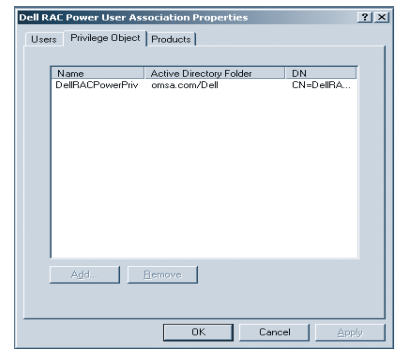 Dell RAC Power User Association Properties ? ×
Users Privilege Object Products
Name Active Directory Folder DN
DellRACPowerPriv omsa.com/Dell CN=DellRA...
Add... Remove
OK Cancel Apply